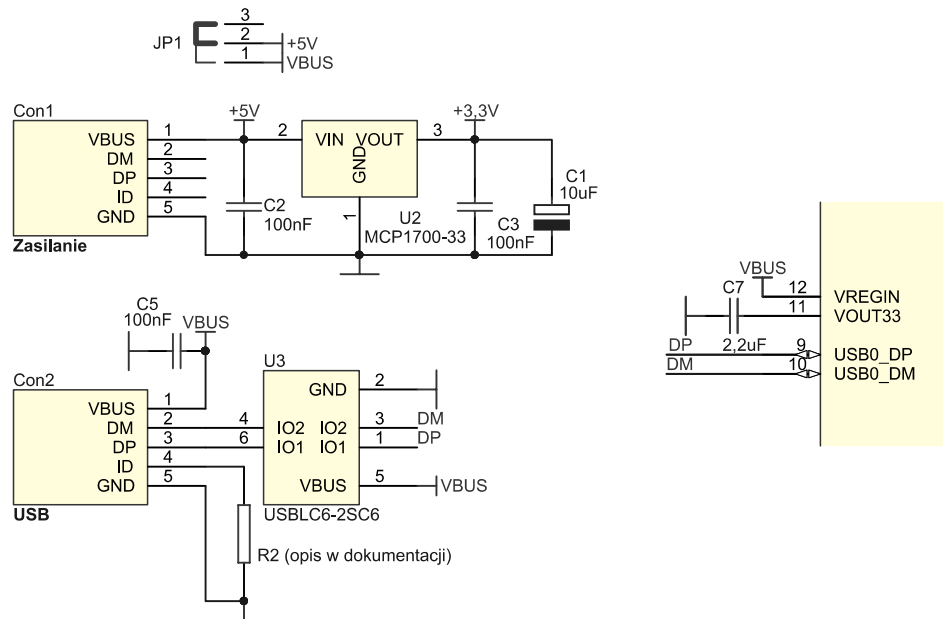 3
JP1
2
+5V
1
VBUS
Con1
+5V
+3,3V
VBUS
1
2
VIN
VOUT
3
DM
2
DP
3
GND
C1
10uF
ID
4
GND
5
C2
100nF
1
U2
MCP1700-33
C3
100nF
Zasilanie
VBUS
C7
12
VREGIN
11
VOUT33
2,2uF
DP
9
USB0_DP
DM
10
USB0_DM
C5
100nF
VBUS
U3
Con2
GND
2
VBUS
1
DM
2
4
IO2
IO2
3
DM
DP
3
6
IO1
IO1
1
DP
ID
4
GND
5
VBUS
5
VBUS
USB
USBLC6-2SC6
R2 (opis w dokumentacji)